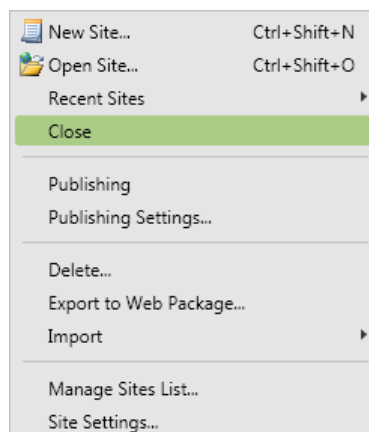 New Site... Ctrl+Shift+N
Open Site... Ctrl+Shift+O
Recent Sites
Close
Publishing
Publishing Settings...
Delete...
Export to Web Package...
Import
Manage Sites List...
Site Settings...